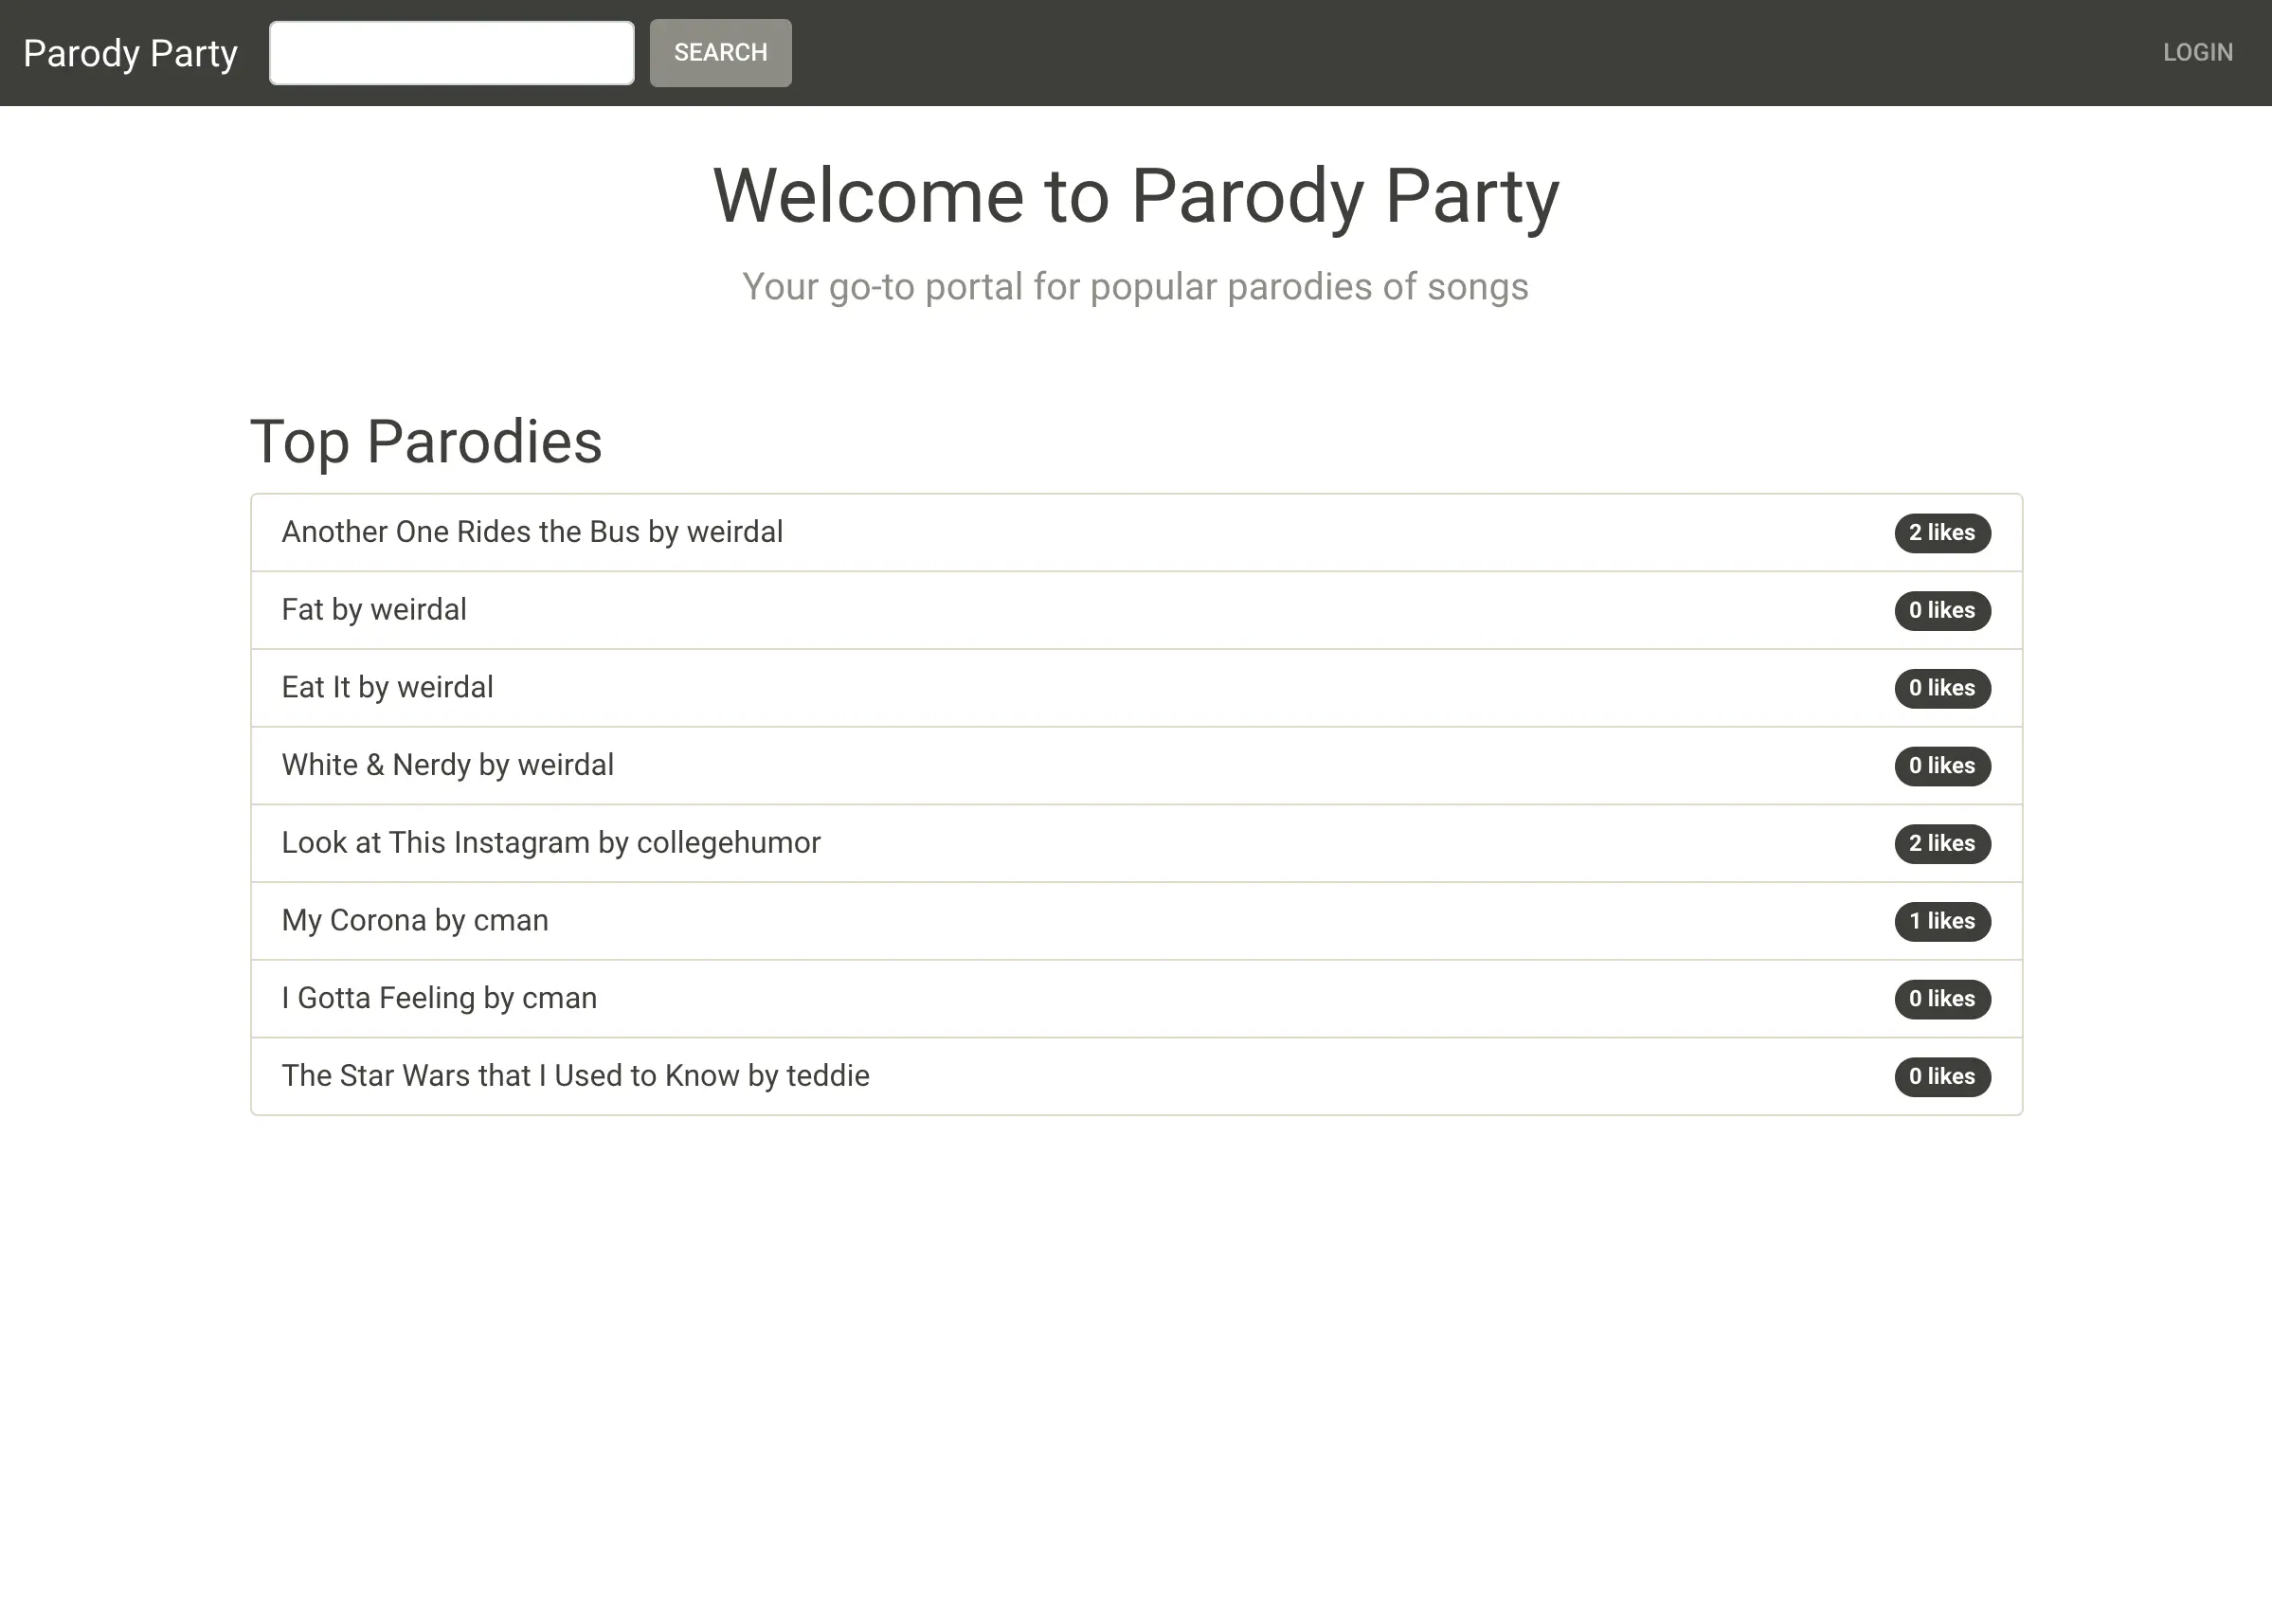 Parody Party SEARCH LOGIN
Welcome to Parody Party
Your go-to portal for popular parodies of songs
Top Parodies
Another One Rides the Bus by weirdal 2 likes
Fat by weirdal 0 likes
Eat It by weirdal 0 likes
White & Nerdy by weirdal 0 likes
Look at This Instagram by collegehumor 2 likes
My Corona by cman 1 likes
I Gotta Feeling by cman 0 likes
The Star Wars that I Used to Know by teddie 0 likes